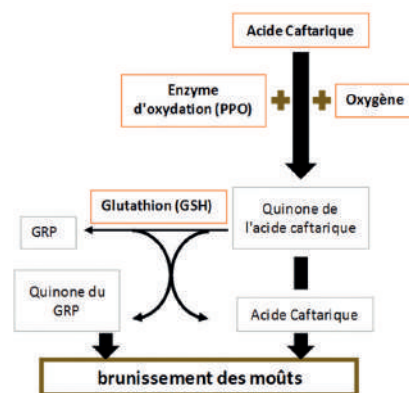 Acide Caftarique
Enzyme
d'oxydation (PPO)
Oxygène
Glutathion (GSH)
Quinone de
l'acide caftarique
GRP
Quinone du
GRP
Acide Caftarique
brunissement des moûts